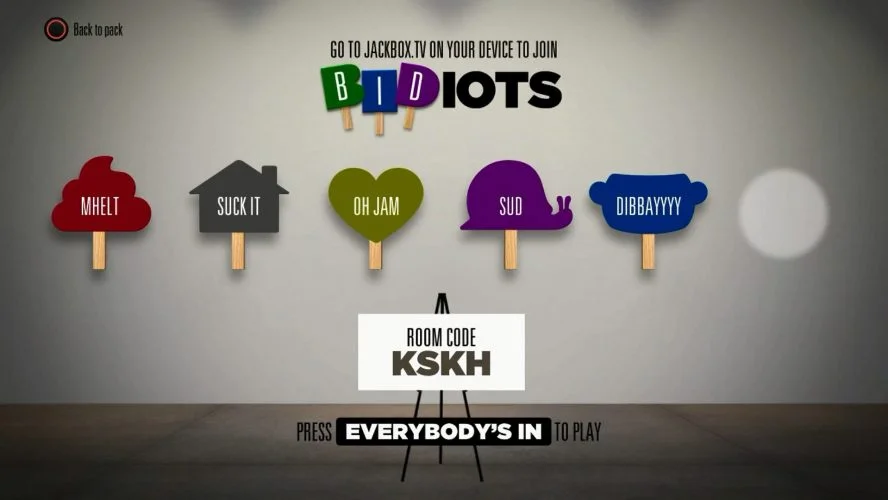 Back to pack
GO TO JACKBOX.TV ON YOUR DEVICE TO JOIN
BIDIOTS
MHELT
SUCK IT
OH JAM
SUD
DIBBAYYYY
ROOM CODE
KSKH
PRESS EVERYBODY'S IN TO PLAY